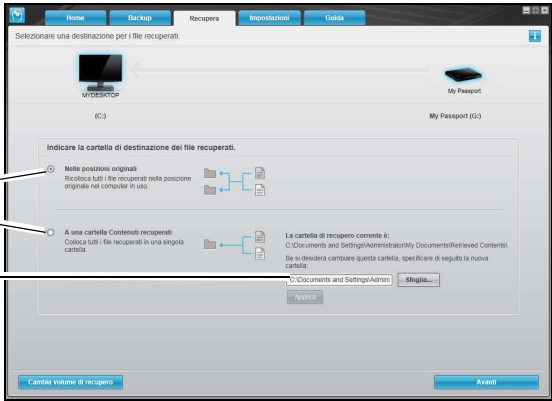 Home Backup Recupera Impostazioni Guida
Selezionare una destinazione per i file recuperati.
MYDESKTOP
My Passport
(C:)
My Passport (G:)
Indicare la cartella di destinazione dei file recuperati.
Nelle posizioni originali
Ricolloca tutti i file recuperati nella posizione
originale nel computer in uso.
A una cartella Contenuti recuperati
Colloca tutti i file recuperati in una singola
cartella.
La cartella di recupero corrente è:
C:\Documents and Settings\Administrator\My Documents\Retrieved Contents\
Se si desidera cambiare questa cartella, specificare di seguito la nuova
cartella:
C:\Documents and Settings\Admini
Sfoglia...
Applica
Cambia volume di recupero
Avanti